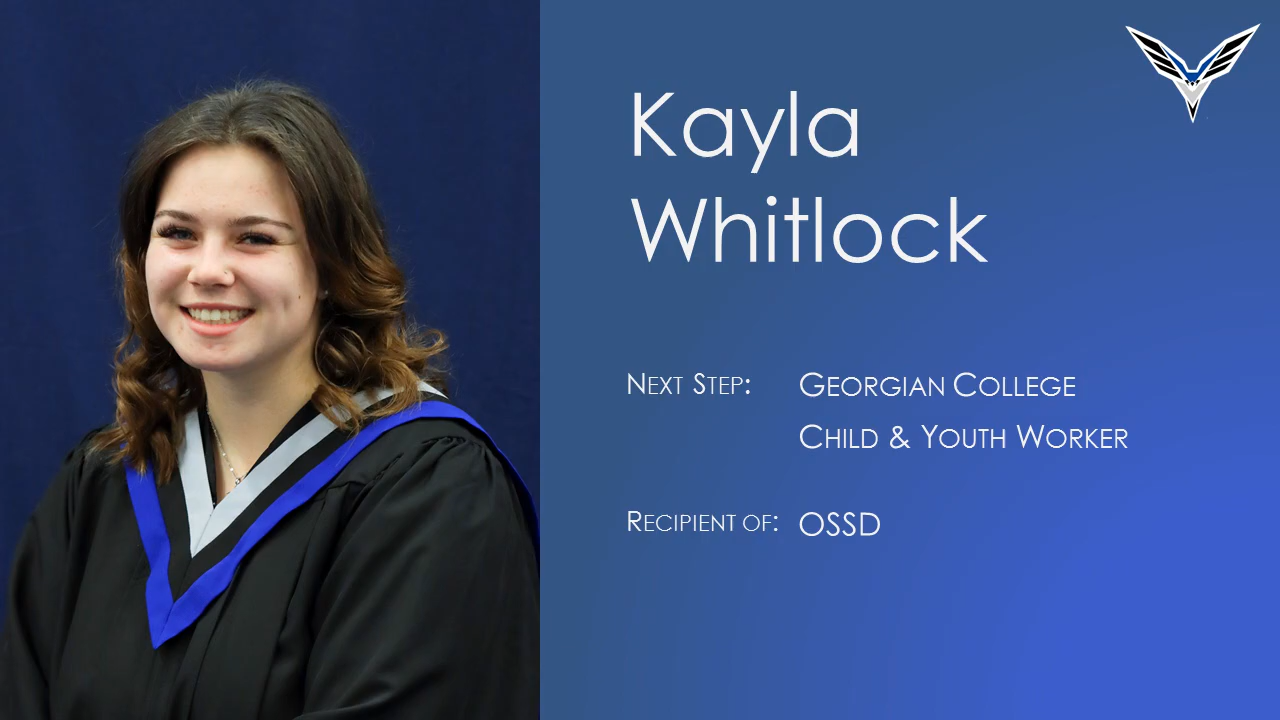 Kayla
Whitlock
Next Step: Georgian College
Child & Youth Worker
Recipient of: OSSD